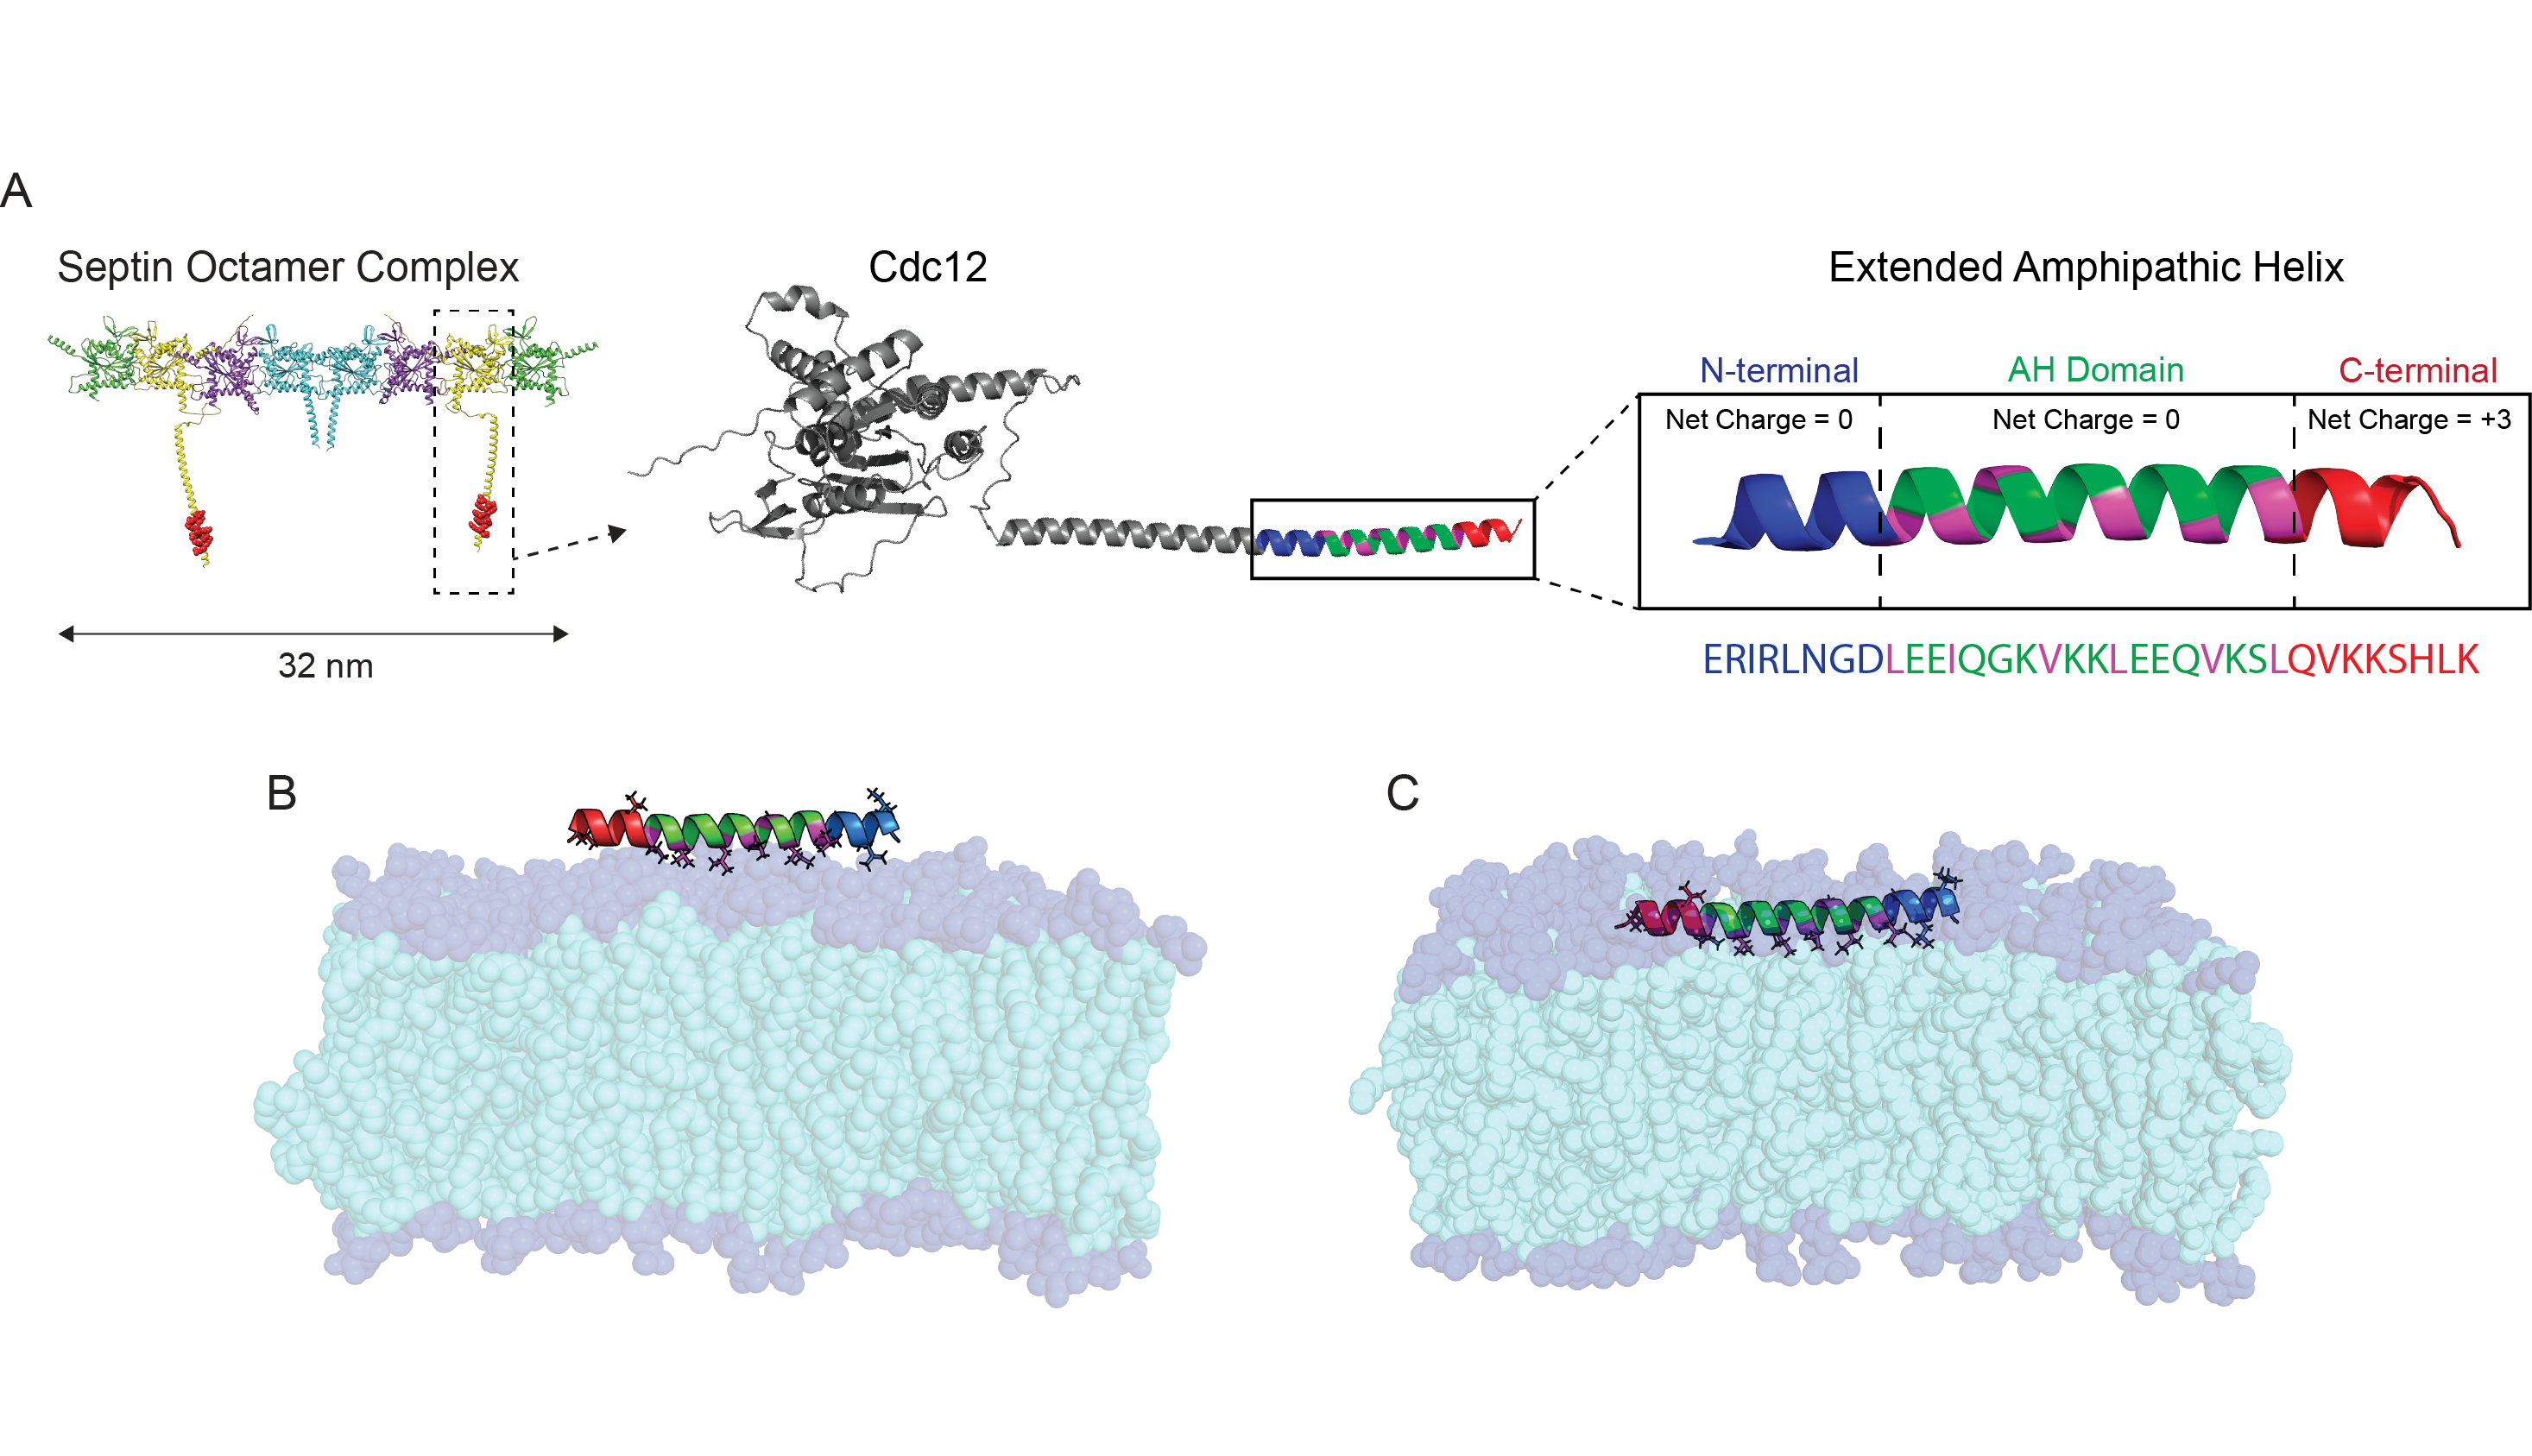 A
Septin Octamer Complex
Cdc12
Extended Amphipathic Helix
N-terminal
AH Domain
C-terminal
Net Charge = 0
Net Charge = 0
Net Charge = +3
32 nm
ERIRLNGDLEEIQGKVKKLEEQVKSLQVKKSHLK
B
C